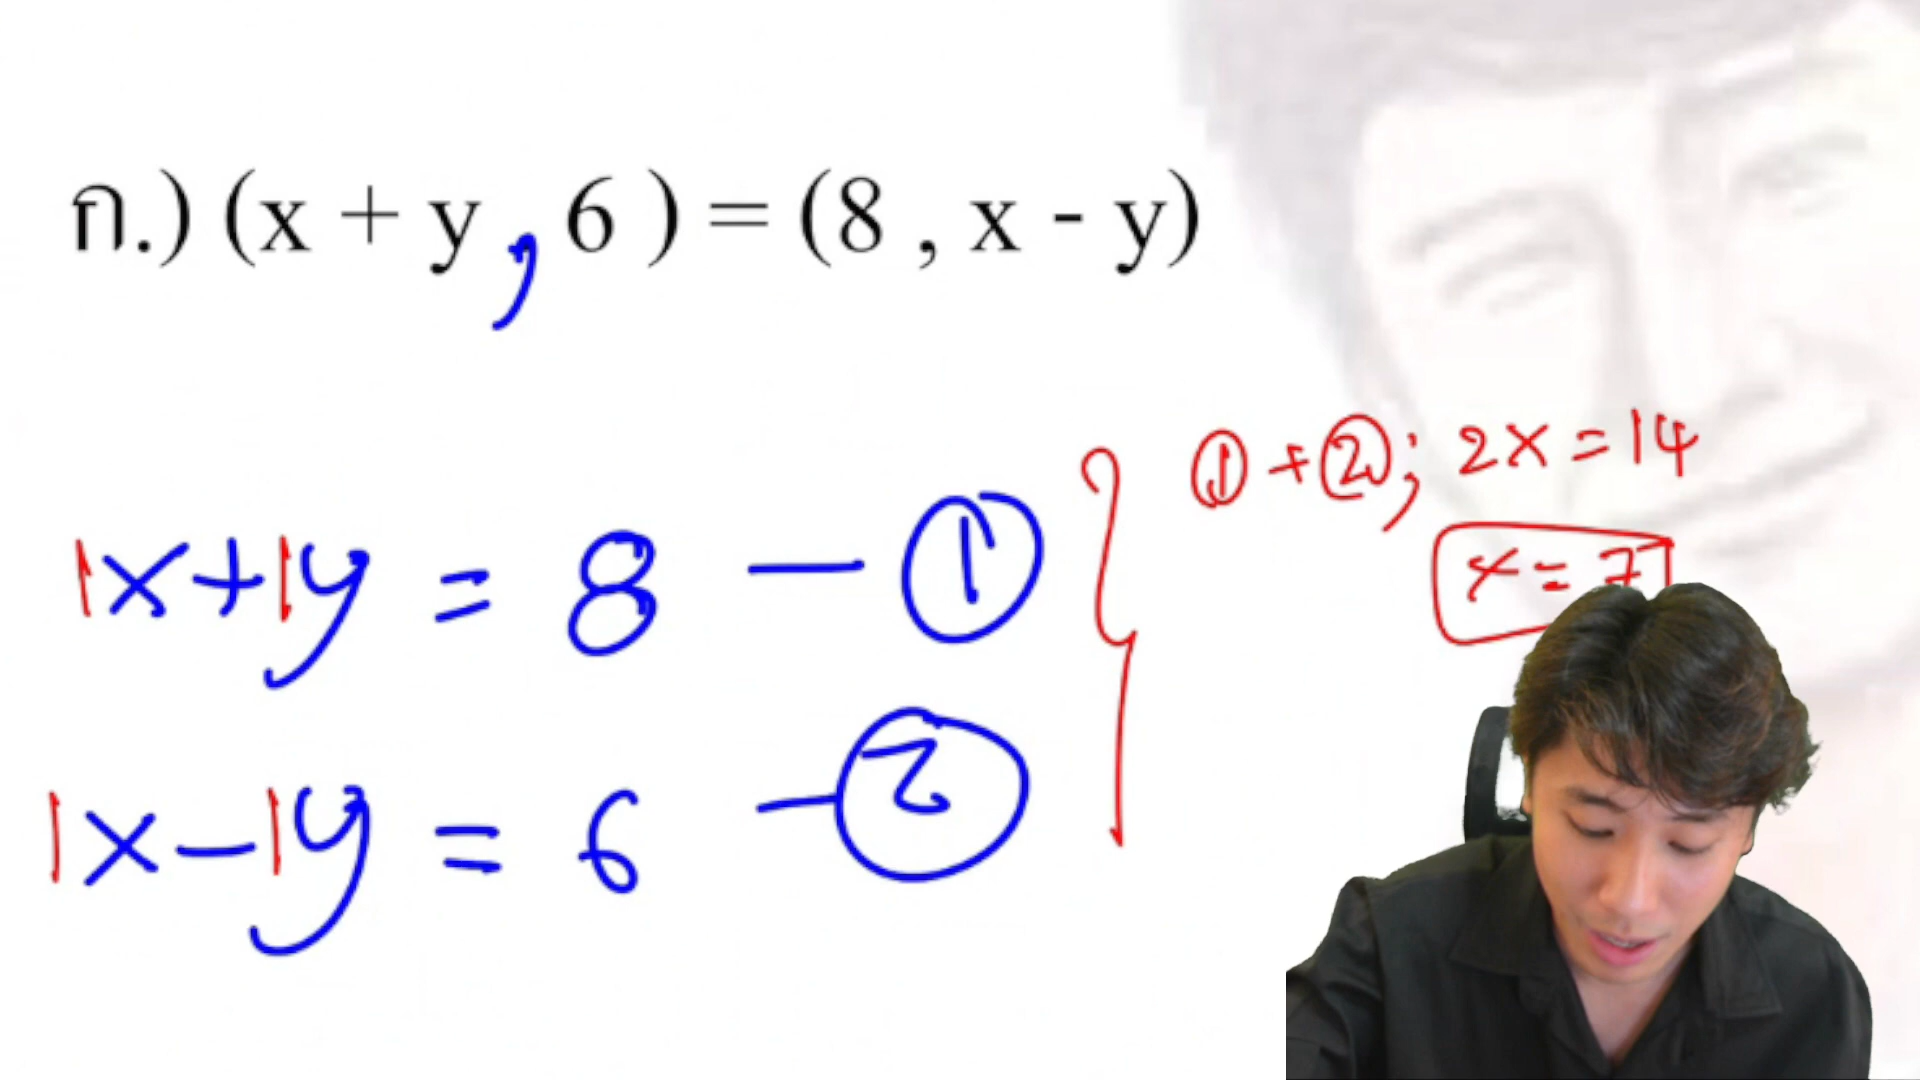 ก.) (x + y , 6 ) = (8 , x - y)
1x+1y = 8 — ①
1x-1y = 6 — ②
① + ②; 2x = 14
x = 7